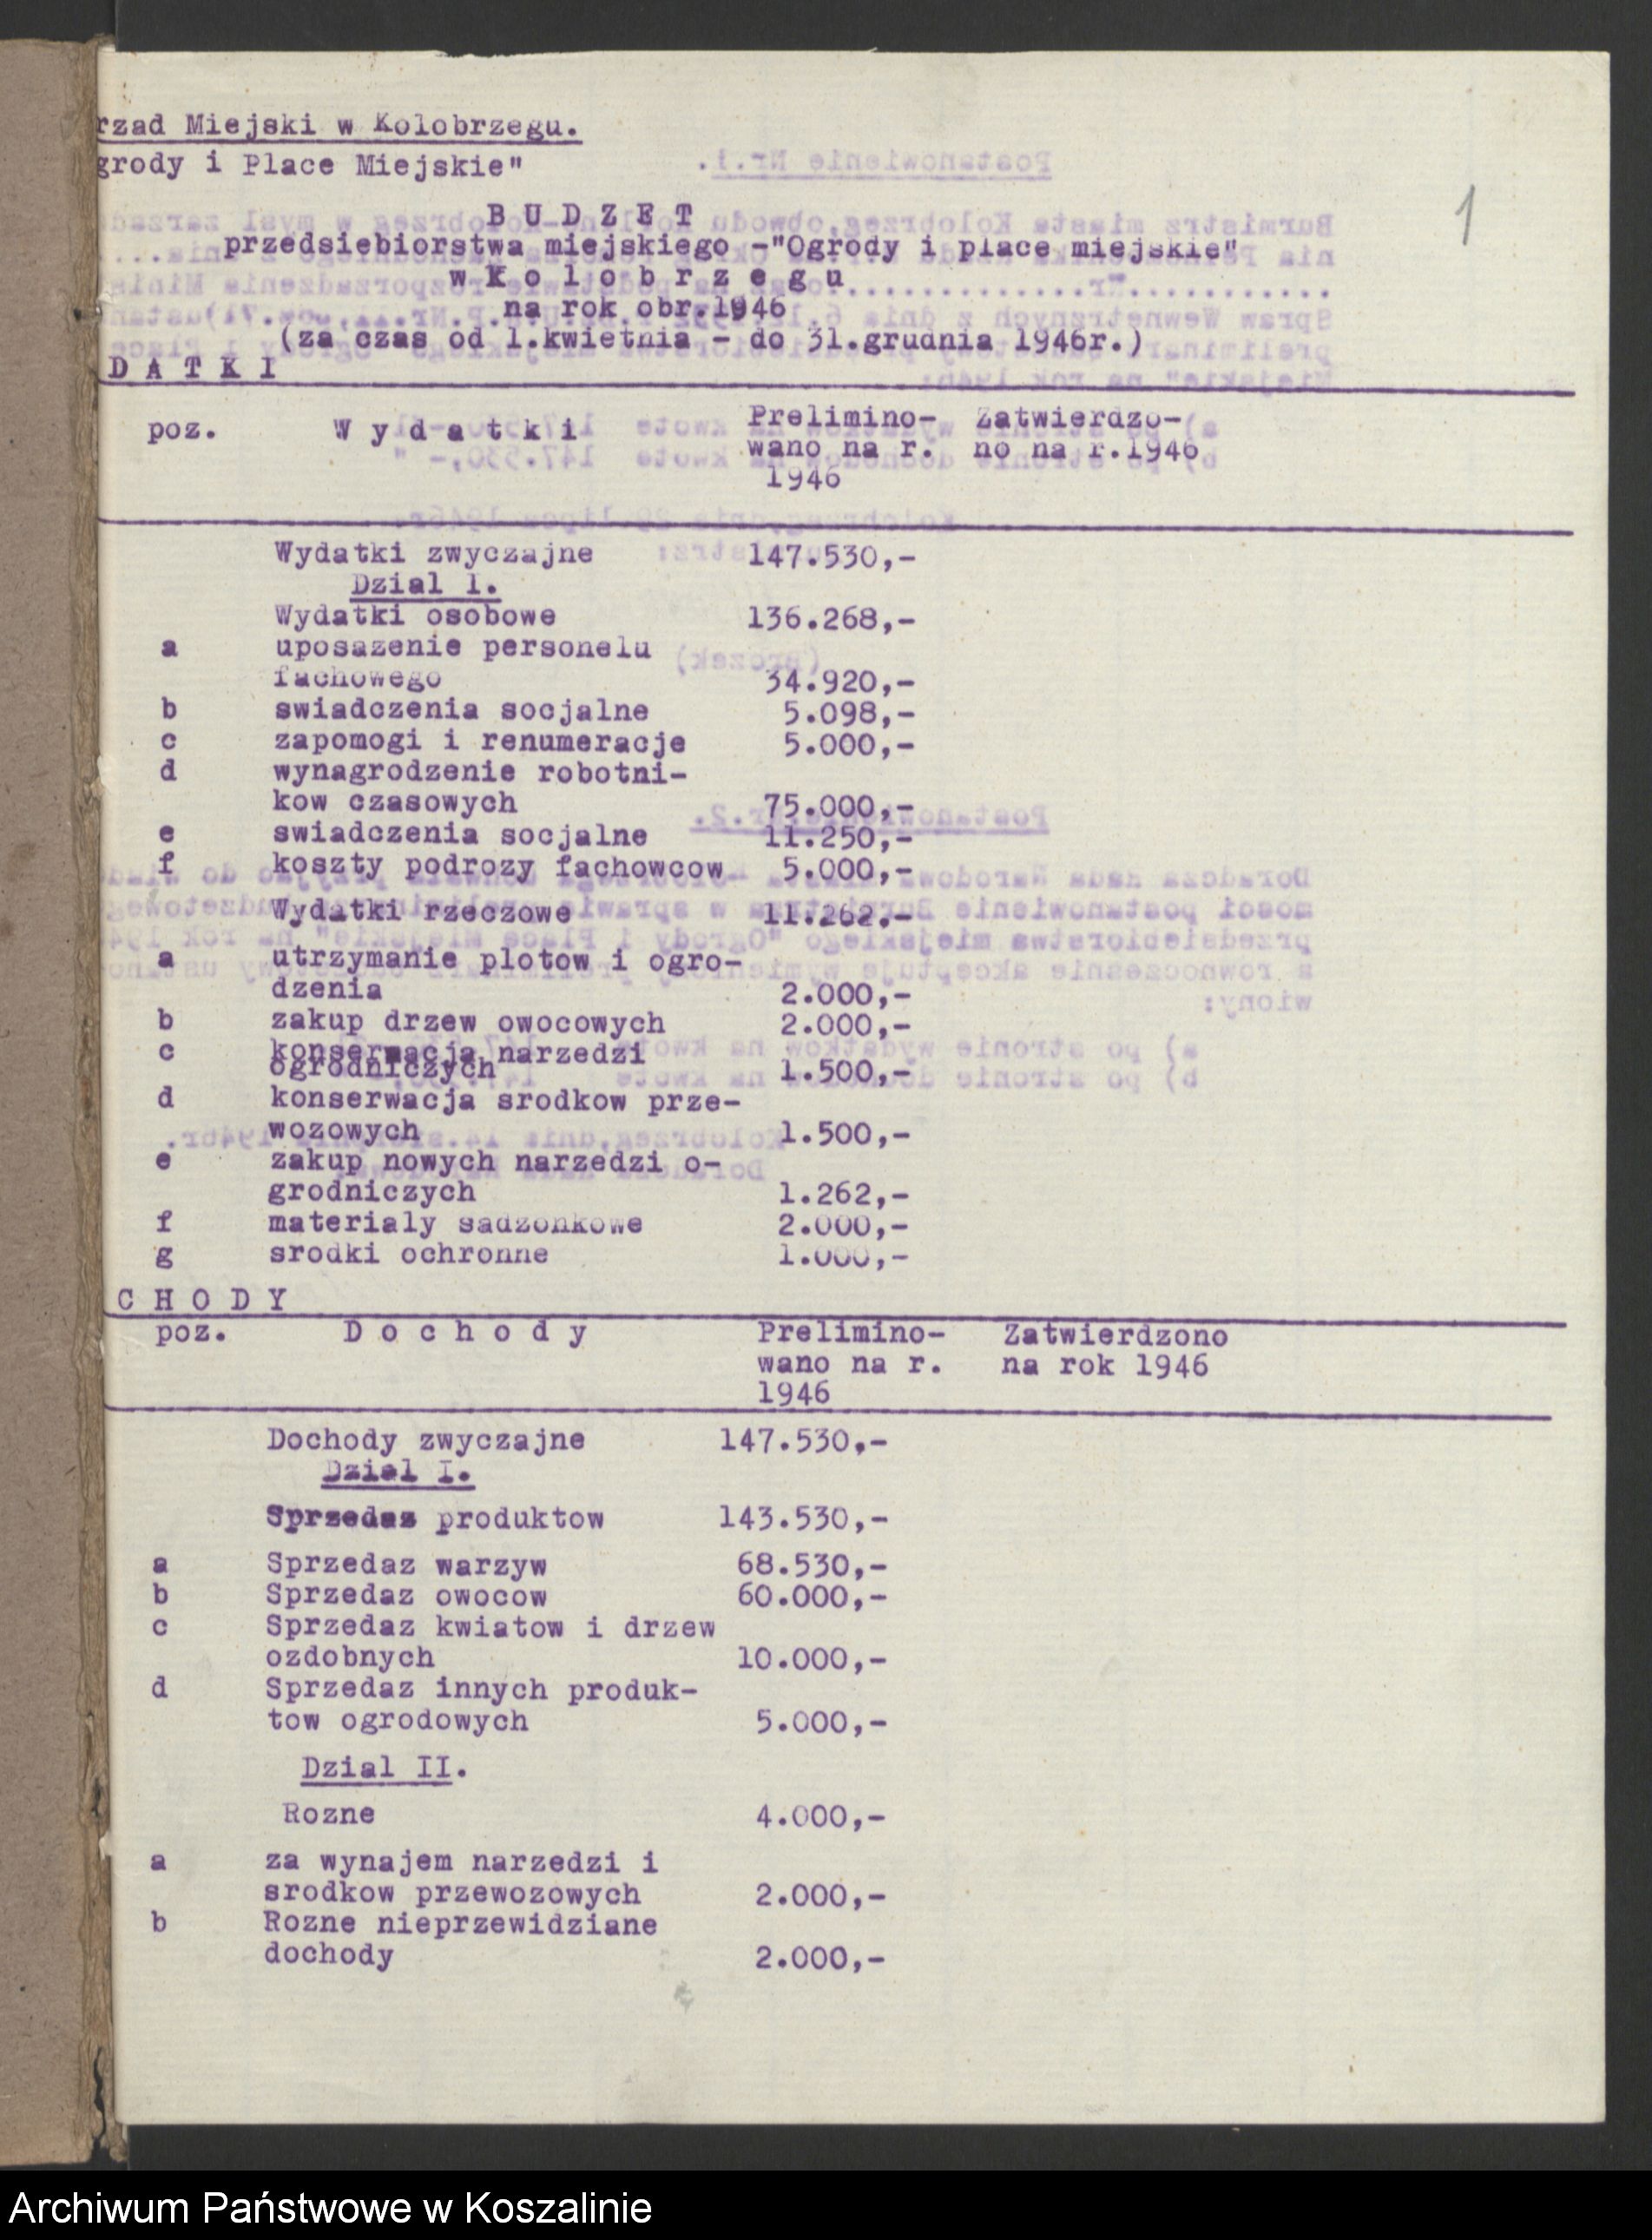 rzad Miejski w Kolobrzegu.
grody i Place Miejskie"
1
B U D Z E T
przedsiebiorstwa miejskiego -"Ogrody i place miejskie"
w K o l o b r z e g u
na rok obr.1946
(za czas od 1.kwietnia - do 31.grudnia 1946r.)
D A T K I
poz. W y d a t k i Prelimino- Zatwierdzo-
wano na r. no na r.1946
1946
Wydatki zwyczajne 147.530,-
Dzial 1.
Wydatki osobowe 136.268,-
a uposazenie personelu
fachowego 34.920,-
b swiadczenia socjalne 5.098,-
c zapomogi i renumeracje 5.000,-
d wynagrodzenie robotni-
kow czasowych 75.000,-
e swiadczenia socjalne 11.250,-
f koszty podrozy fachowcow 5.000,-
Wydatki rzeczowe 11.262.-
a utrzymanie plotow i ogro-
dzenia 2.000,-
b zakup drzew owocowych 2.000,-
c konserwacja narzedzi
ogrodniczych 1.500,-
d konserwacja srodkow prze-
wozowych 1.500,-
e zakup nowych narzedzi o-
grodniczych 1.262,-
f materialy sadzonkowe 2.000,-
g srodki ochronne 1.000,-
C H O D Y
poz. D o c h o d y Prelimino- Zatwierdzono
wano na r. na rok 1946
1946
Dochody zwyczajne 147.530,-
Dzial I.
Sprzedaz produktow 143.530,-
a Sprzedaz warzyw 68.530,-
b Sprzedaz owocow 60.000,-
c Sprzedaz kwiatow i drzew
ozdobnych 10.000,-
d Sprzedaz innych produk-
tow ogrodowych 5.000,-
Dzial II.
Rozne 4.000,-
a za wynajem narzedzi i
srodkow przewozowych 2.000,-
b Rozne nieprzewidziane
dochody 2.000,-
Archiwum Państwowe w Koszalinie